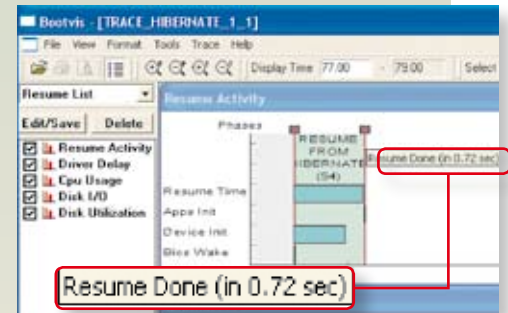 Bootvis - [TRACE_HIBERNATE_1_1]
File View Format Tools Trace Help
Display Time 77.00 - 79.00 Select
Resume List
Resume Activity
Edit/Save Delete
Resume Activity
Driver Delay
Cpu Usage
Disk I/O
Disk Utilization
Phases
RESUME
FROM
HIBERNATE
(S4)
Resume Done (in 0.72 sec)
Resume Time
Apps Init
Device Init
Bios Wake
Resume Done (in 0.72 sec)